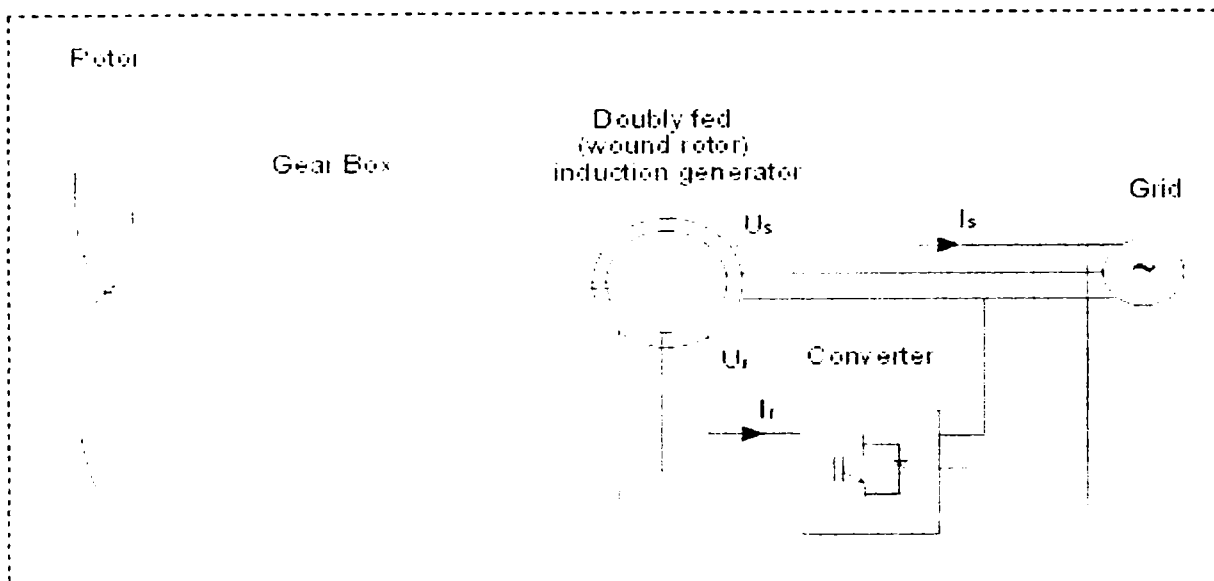 Rotor
Gear Box
Doubly fed
(wound rotor)
induction generator
Grid
Us
Is
~
Ur
Converter
Ir